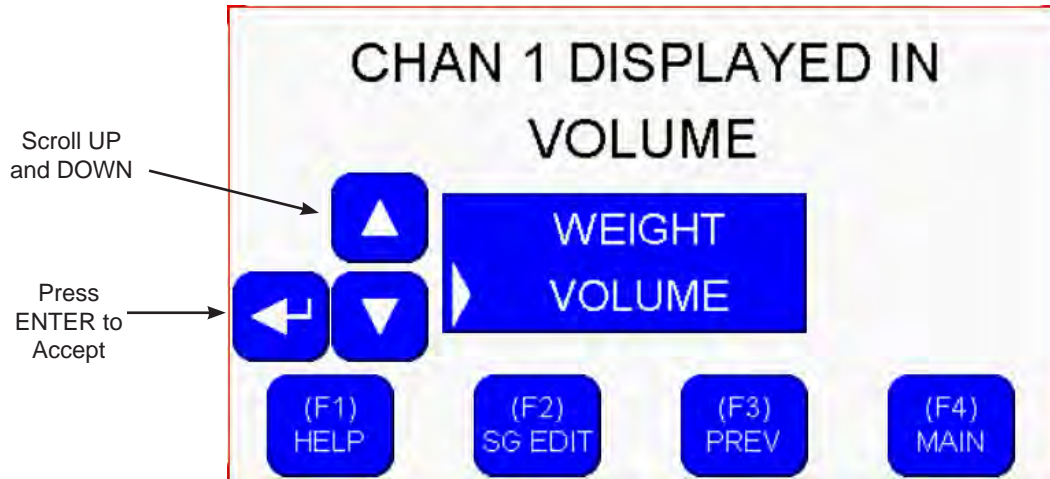 CHAN 1 DISPLAYED IN
VOLUME
Scroll UP
and DOWN
WEIGHT
VOLUME
Press
ENTER to
Accept
(F1)
HELP
(F2)
SG EDIT
(F3)
PREV
(F4)
MAIN